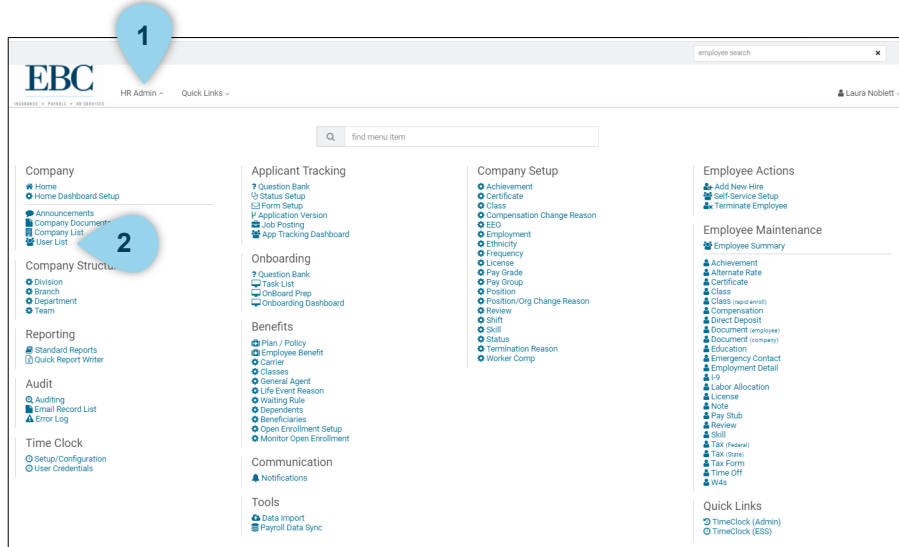 1
employee search
EBC
INSURANCE • PAYROLL • HR SERVICES
HR Admin
Quick Links
Laura Noblett
find menu item
Company
Home
Home Dashboard Setup
Announcements
Company Documents
Company List
User List
2
Company Structu
Division
Branch
Department
Team
Reporting
Standard Reports
Quick Report Writer
Audit
Auditing
Email Record List
Error Log
Time Clock
Setup/Configuration
User Credentials
Applicant Tracking
Question Bank
Status Setup
Form Setup
Application Version
Job Posting
App Tracking Dashboard
Onboarding
Question Bank
Task List
OnBoard Prep
Onboarding Dashboard
Benefits
Plan / Policy
Employee Benefit
Carrier
Classes
General Agent
Life Event Reason
Waiting Rule
Dependents
Beneficiaries
Open Enrollment Setup
Monitor Open Enrollment
Communication
Notifications
Tools
Data Import
Payroll Data Sync
Company Setup
Achievement
Certificate
Class
Compensation Change Reason
EEO
Employment
Ethnicity
Frequency
License
Pay Grade
Pay Group
Position
Position/Org Change Reason
Review
Shift
Skill
Status
Termination Reason
Worker Comp
Employee Actions
Add New Hire
Self-Service Setup
Terminate Employee
Employee Maintenance
Employee Summary
Achievement
Alternate Rate
Certificate
Class
Class (rapid enroll)
Compensation
Direct Deposit
Document (employee)
Document (company)
Education
Emergency Contact
Employment Detail
I-9
Labor Allocation
License
Note
Pay Stub
Review
Skill
Tax (Federal)
Tax (State)
Tax Form
Time Off
W4s
Quick Links
TimeClock (Admin)
TimeClock (ESS)